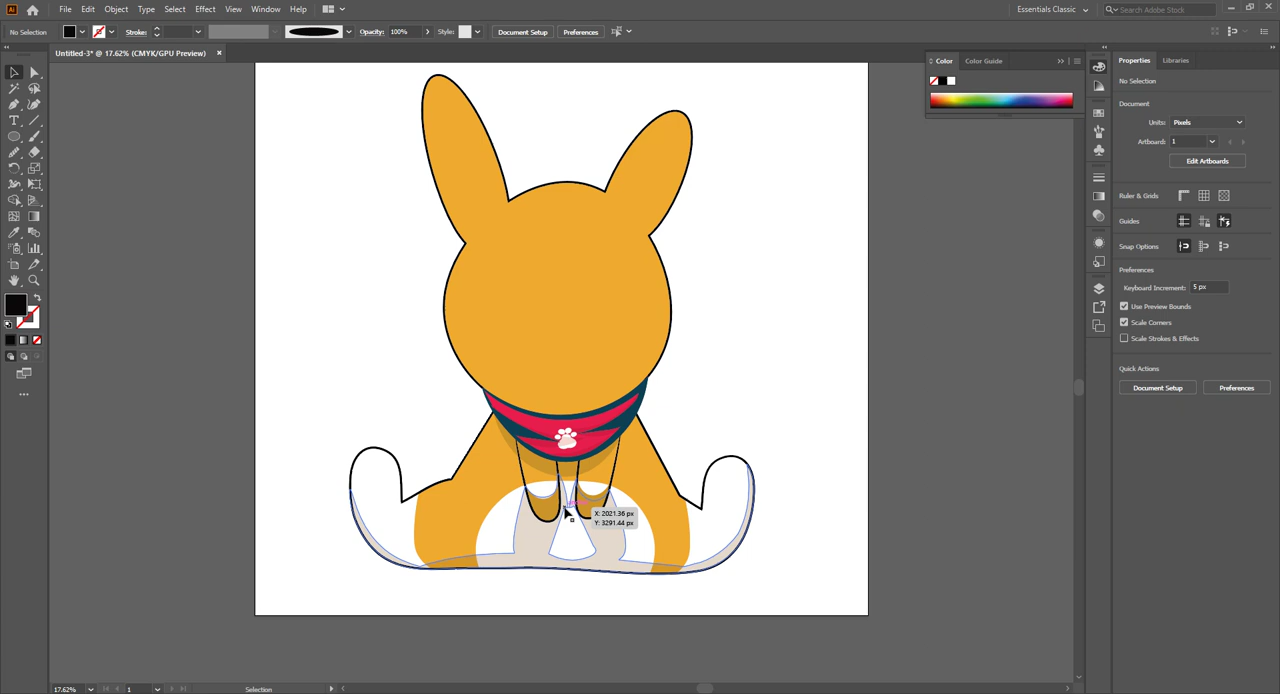 Ai File Edit Object Type Select Effect View Window Help Essentials Classic Search Adobe Stock
No Selection Stroke: Opacity: 100% Style: Document Setup Preferences
Untitled-3* @ 17.62% (CMYK/GPU Preview) ×
Color Color Guide
Properties Libraries
No Selection
Document
Units: Pixels
Artboard: 1
Edit Artboards
Ruler & Grids
Guides
Snap Options
Preferences
Keyboard Increment: 5 px
Use Preview Bounds
Scale Corners
Scale Strokes & Effects
Quick Actions
Document Setup Preferences
X: 2021.36 px
Y: 3291.44 px
17.62% 1 Selection